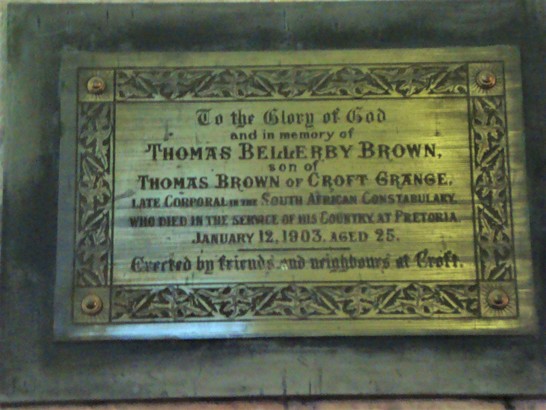 To the Glory of God
and in memory of
THOMAS BELLERBY BROWN,
son of
THOMAS BROWN OF CROFT GRANGE,
LATE CORPORAL IN THE SOUTH AFRICAN CONSTABULARY,
WHO DIED IN THE SERVICE OF HIS COUNTRY, AT PRETORIA,
JANUARY 12, 1903, AGED 25.
Erected by friends and neighbours at Croft.